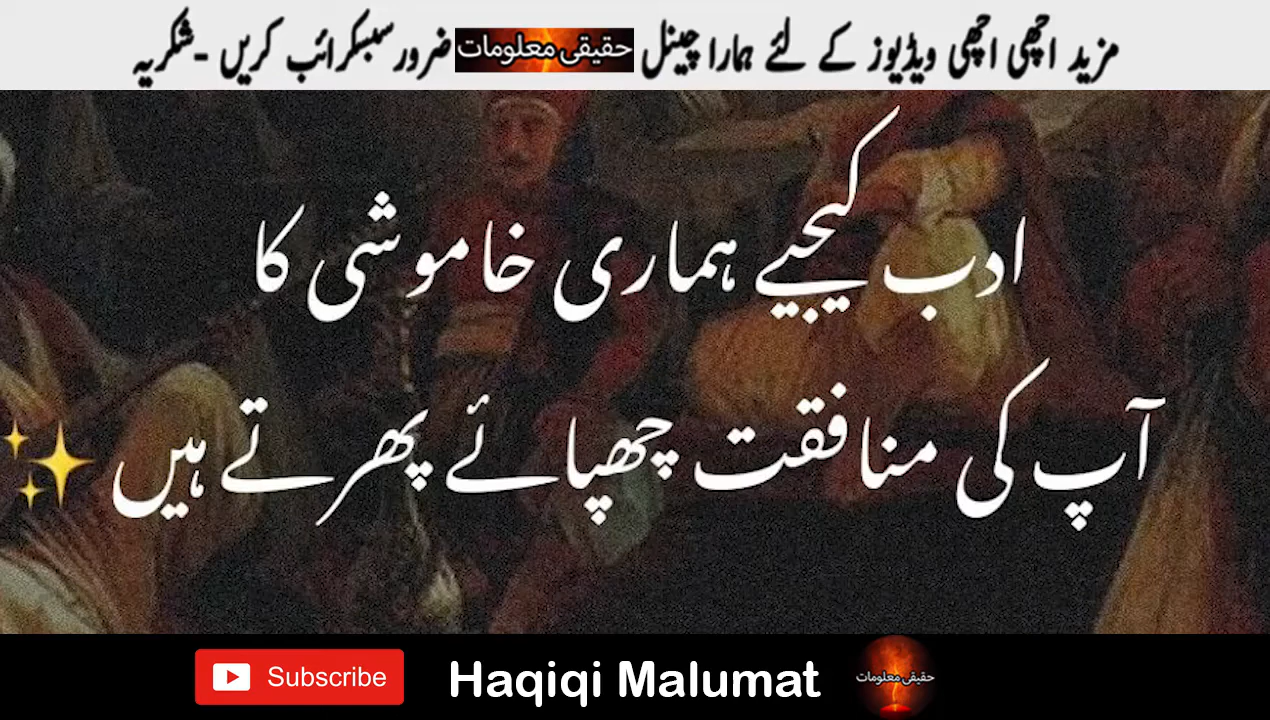 مزید اچھی اچھی ویڈیوز کے لئے ہمارا چینل حقیقی معلومات ضرور سبسکرائب کریں -شکریہ
ادب کیجیے ہماری خاموشی کا
آپ کی منافقت چھپائے پھرتے ہیں ✨
Subscribe Haqiqi Malumat حقیقی معلومات